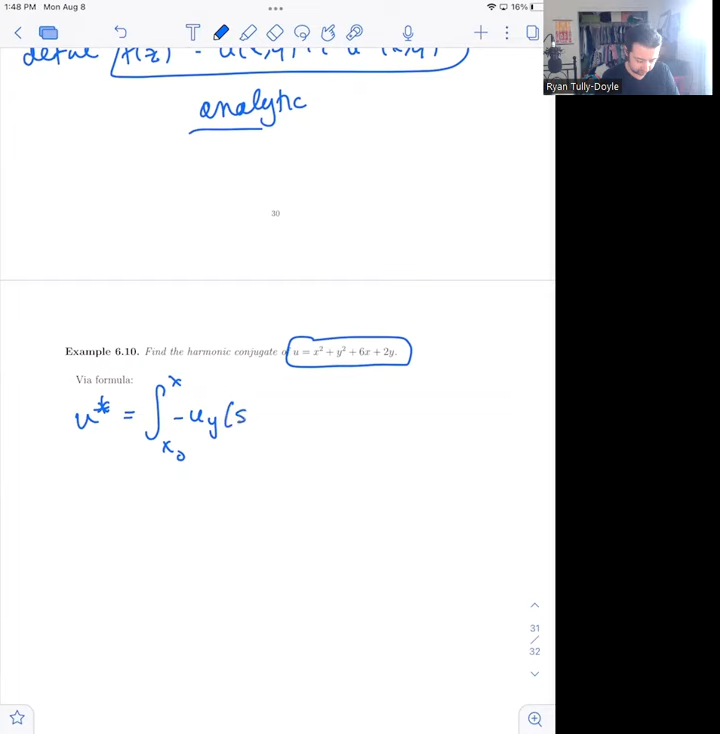 1:48 PM Mon Aug 8
16%
Ryan Tully-Doyle
define f(z) = u(x,y) + i u*(x,y)
analytic
30
Example 6.10. Find the harmonic conjugate of u = x² + y² + 6x + 2y.
Via formula:
u* = ∫_{x₀}^{x} -u_y(s
31
/
32